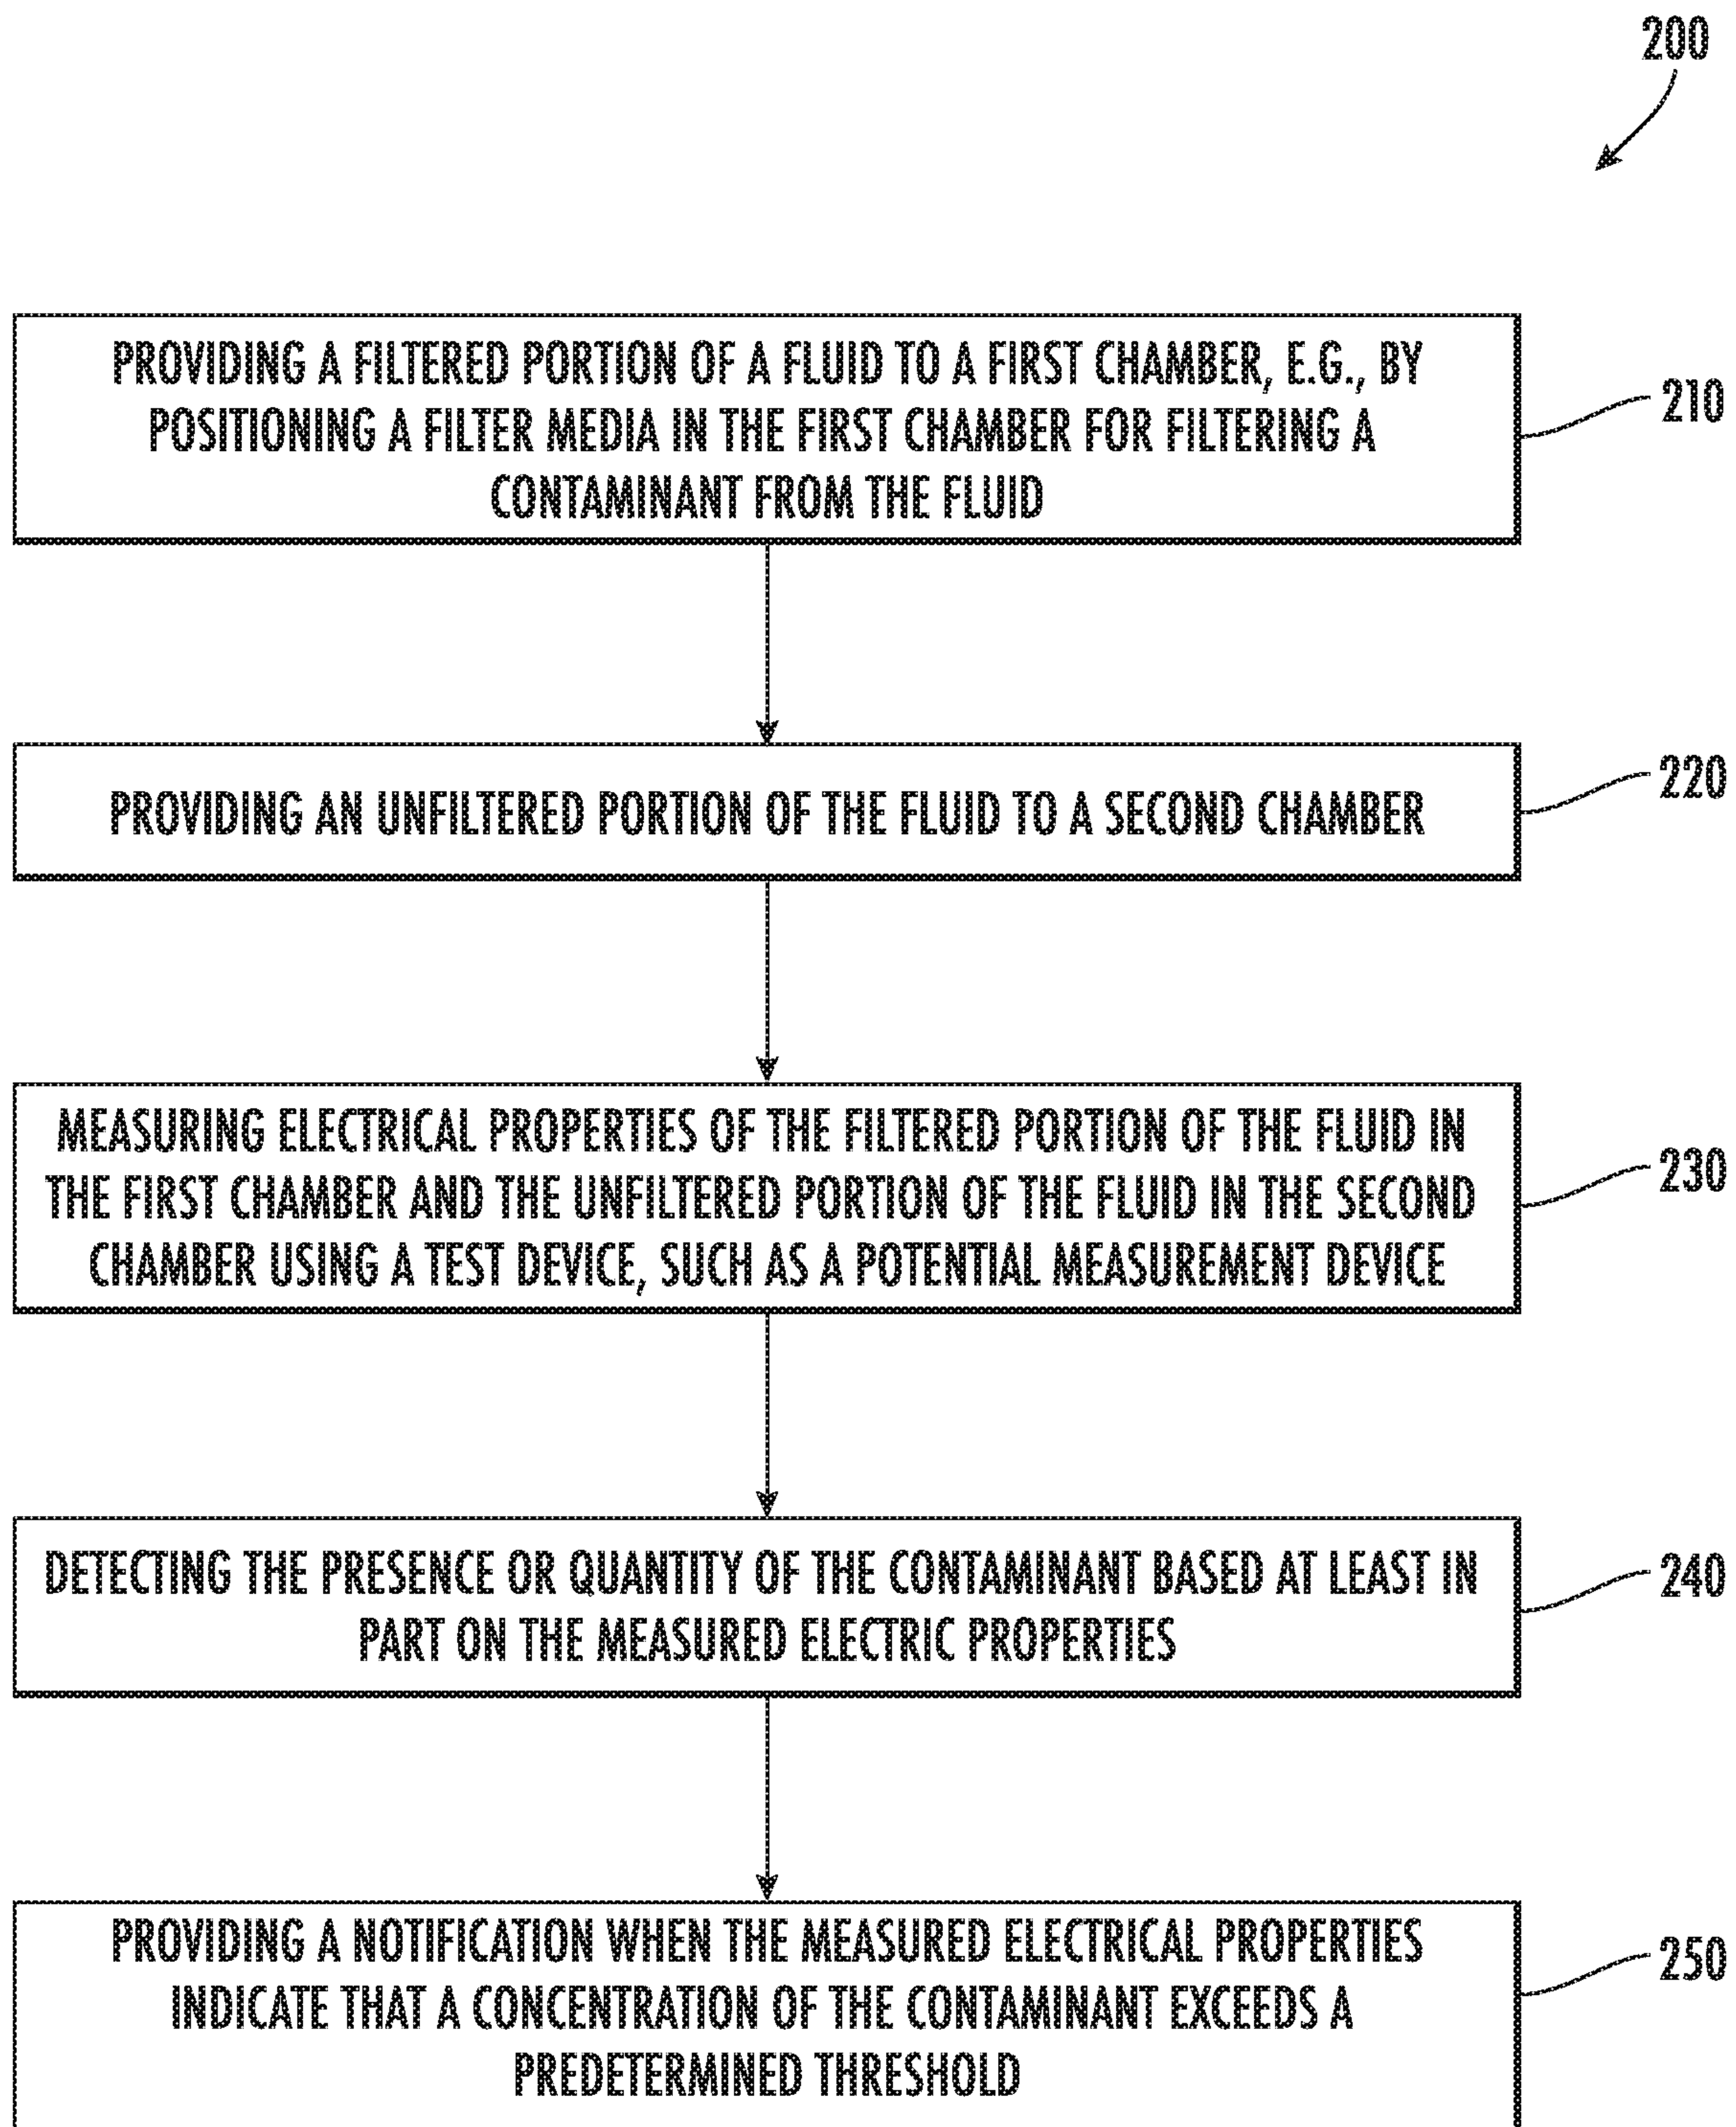 200
PROVIDING A FILTERED PORTION OF A FLUID TO A FIRST CHAMBER, E.G., BY
POSITIONING A FILTER MEDIA IN THE FIRST CHAMBER FOR FILTERING A
CONTAMINANT FROM THE FLUID
210
PROVIDING AN UNFILTERED PORTION OF THE FLUID TO A SECOND CHAMBER
220
MEASURING ELECTRICAL PROPERTIES OF THE FILTERED PORTION OF THE FLUID IN
THE FIRST CHAMBER AND THE UNFILTERED PORTION OF THE FLUID IN THE SECOND
CHAMBER USING A TEST DEVICE, SUCH AS A POTENTIAL MEASUREMENT DEVICE
230
DETECTING THE PRESENCE OR QUANTITY OF THE CONTAMINANT BASED AT LEAST IN
PART ON THE MEASURED ELECTRIC PROPERTIES
240
PROVIDING A NOTIFICATION WHEN THE MEASURED ELECTRICAL PROPERTIES
INDICATE THAT A CONCENTRATION OF THE CONTAMINANT EXCEEDS A
PREDETERMINED THRESHOLD
250